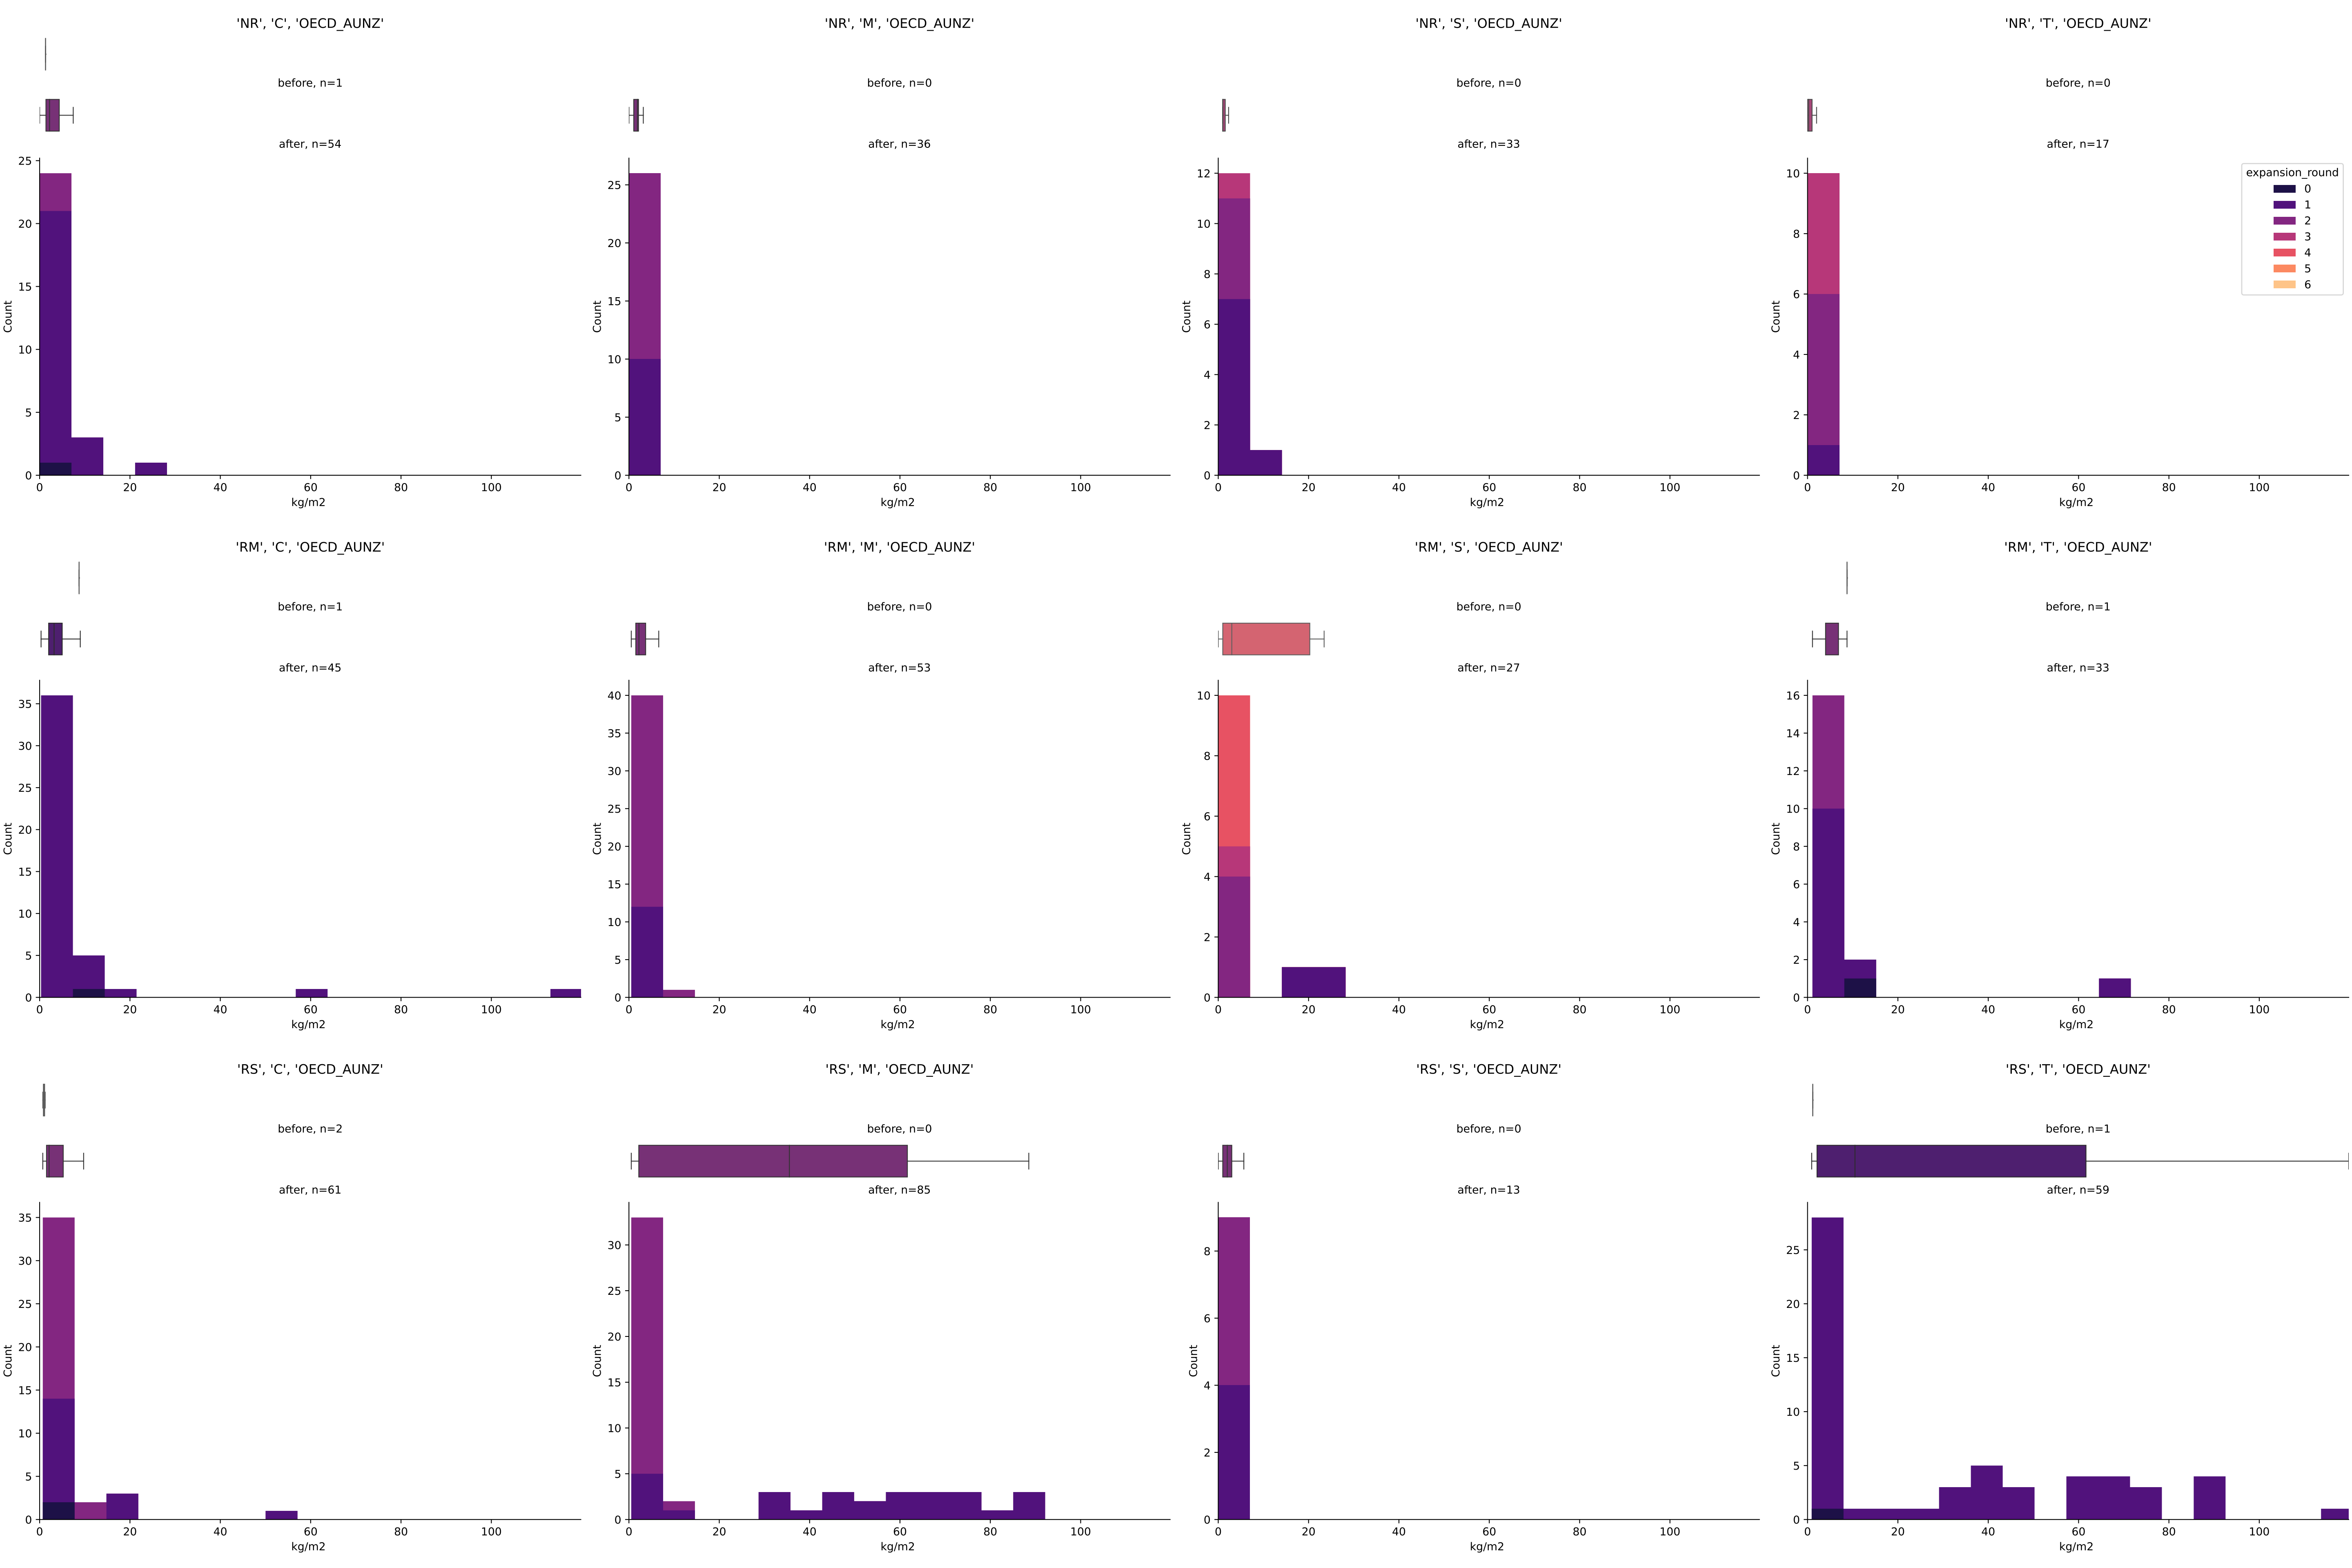 'NR', 'C', 'OECD_AUNZ' 'NR', 'M', 'OECD_AUNZ' 'NR', 'S', 'OECD_AUNZ' 'NR', 'T', 'OECD_AUNZ'
before, n=1 before, n=0 before, n=0 before, n=0
after, n=54 after, n=36 after, n=33 after, n=17
25
20
15
10
5
0
Count
0 20 40 60 80 100
kg/m2
25
20
15
10
5
0
Count
0 20 40 60 80 100
kg/m2
12
10
8
6
4
2
0
Count
0 20 40 60 80 100
kg/m2
10
8
6
4
2
0
Count
0 20 40 60 80 100
kg/m2
expansion_round
0
1
2
3
4
5
6
'RM', 'C', 'OECD_AUNZ' 'RM', 'M', 'OECD_AUNZ' 'RM', 'S', 'OECD_AUNZ' 'RM', 'T', 'OECD_AUNZ'
before, n=1 before, n=0 before, n=0 before, n=1
after, n=45 after, n=53 after, n=27 after, n=33
35
30
25
20
15
10
5
0
Count
0 20 40 60 80 100
kg/m2
40
35
30
25
20
15
10
5
0
Count
0 20 40 60 80 100
kg/m2
10
8
6
4
2
0
Count
0 20 40 60 80 100
kg/m2
16
14
12
10
8
6
4
2
0
Count
0 20 40 60 80 100
kg/m2
'RS', 'C', 'OECD_AUNZ' 'RS', 'M', 'OECD_AUNZ' 'RS', 'S', 'OECD_AUNZ' 'RS', 'T', 'OECD_AUNZ'
before, n=2 before, n=0 before, n=0 before, n=1
after, n=61 after, n=85 after, n=13 after, n=59
35
30
25
20
15
10
5
0
Count
0 20 40 60 80 100
kg/m2
30
25
20
15
10
5
0
Count
0 20 40 60 80 100
kg/m2
8
6
4
2
0
Count
0 20 40 60 80 100
kg/m2
25
20
15
10
5
0
Count
0 20 40 60 80 100
kg/m2